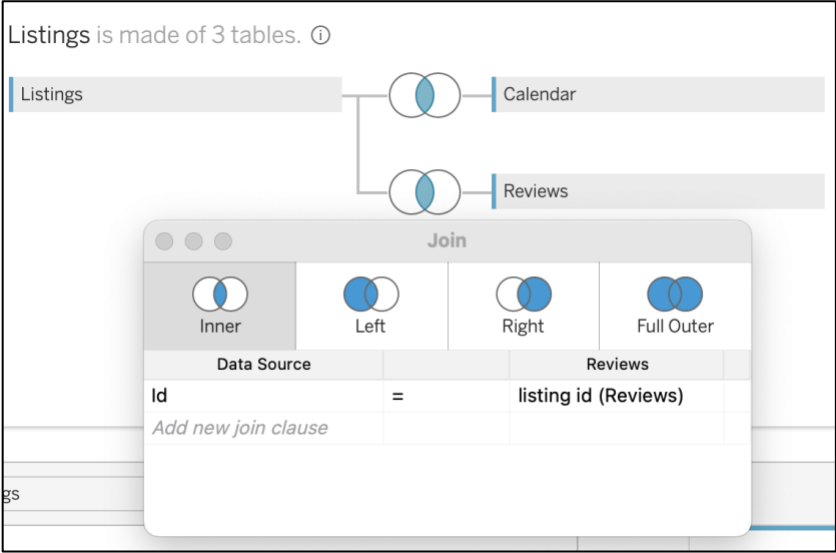 Listings is made of 3 tables. ⓘ
Listings
Calendar
Reviews
Join
Inner Left Right Full Outer
Data Source Reviews
Id = listing id (Reviews)
Add new join clause
gs